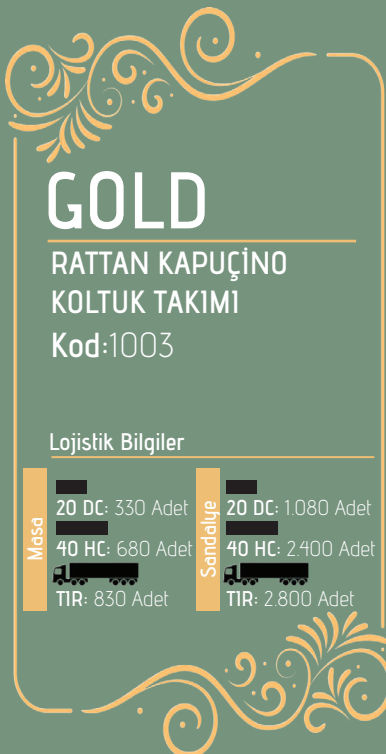 GOLD
RATTAN KAPUÇİNO
KOLTUK TAKIMI
Kod:1003
Lojistik Bilgiler
Masa
20 DC: 330 Adet
40 HC: 680 Adet
TIR: 830 Adet
Sandalye
20 DC: 1.080 Adet
40 HC: 2.400 Adet
TIR: 2.800 Adet